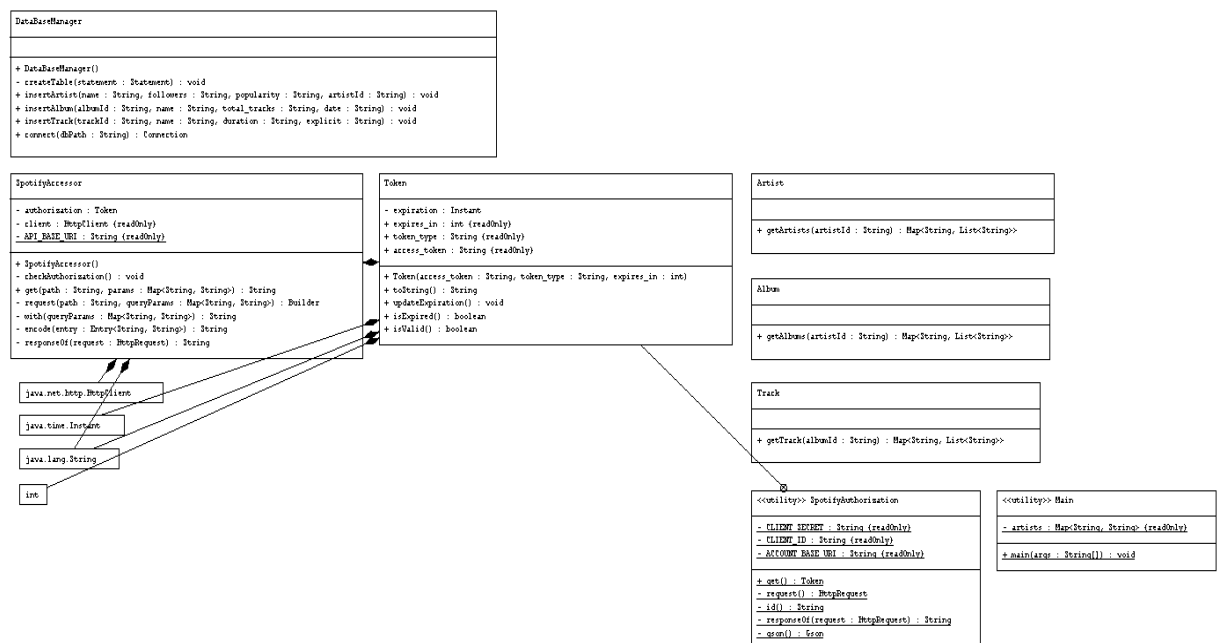 DataBaseManager
+ DataBaseManager()
- createTable(statement : Statement) : void
+ insertArtist(name : String, followers : String, popularity : String, artistId : String) : void
+ insertAlbum(albumId : String, name : String, total_tracks : String, date : String) : void
+ insertTrack(trackId : String, name : String, duration : String, explicit : String) : void
+ connect(dbPath : String) : Connection
SpotifyAccessor
- authorization : Token
- client : HttpClient {readOnly}
- API_BASE_URI : String {readOnly}
+ SpotifyAccessor()
- checkAuthorization() : void
+ get(path : String, params : Map<String, String>) : String
- request(path : String, queryParams : Map<String, String>) : Builder
- with(queryParams : Map<String, String>) : String
- encode(entry : Entry<String, String>) : String
- responseOf(request : HttpRequest) : String
Token
- expiration : Instant
+ expires_in : int {readOnly}
+ token_type : String {readOnly}
+ access_token : String {readOnly}
+ Token(access_token : String, token_type : String, expires_in : int)
+ toString() : String
+ updateExpiration() : void
+ isExpired() : boolean
+ isValid() : boolean
Artist
+ getArtists(artistId : String) : Map<String, List<String>>
Album
+ getAlbums(artistId : String) : Map<String, List<String>>
Track
+ getTrack(albumId : String) : Map<String, List<String>>
java.net.http.HttpClient
java.time.Instant
java.lang.String
int
<<utility>> SpotifyAuthorization
- CLIENT_SECRET : String {readOnly}
- CLIENT_ID : String {readOnly}
- ACCOUNT_BASE_URI : String {readOnly}
+ get() : Token
- request() : HttpRequest
- id() : String
- responseOf(request : HttpRequest) : String
- gson() : Gson
<<utility>> Main
- artists : Map<String, String> {readOnly}
+ main(args : String[]) : void